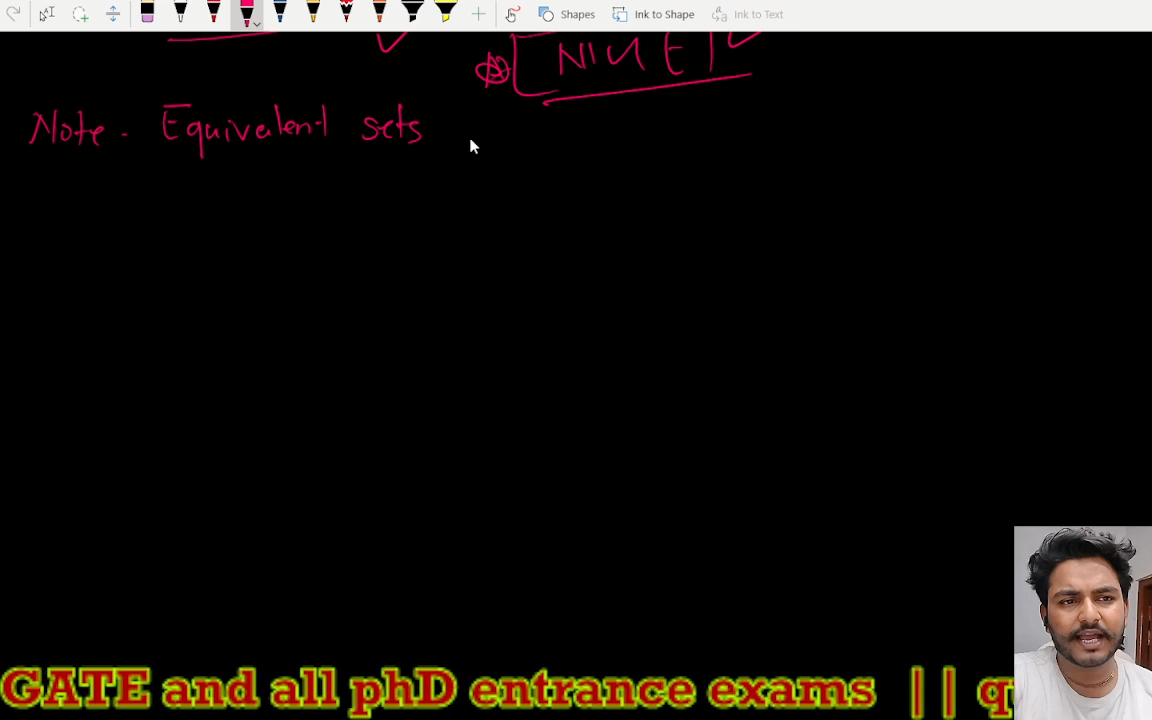 Shapes Ink to Shape Ink to Text
Note. Equivalent sets
GATE and all phD entrance exams || q